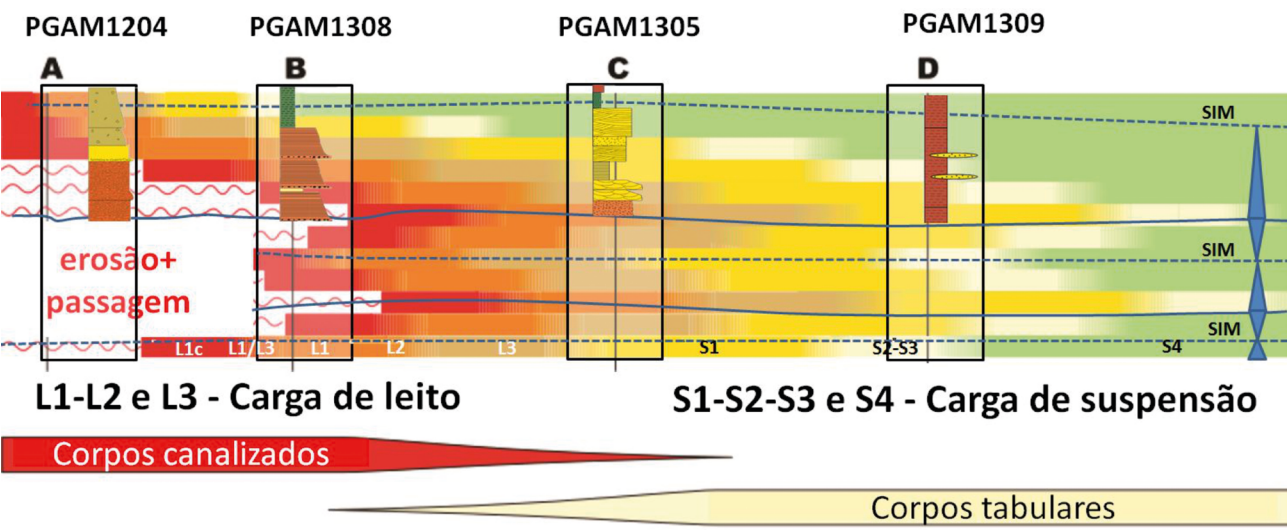 PGAM1204 PGAM1308 PGAM1305 PGAM1309
A B C D
SIM
erosão+
passagem
SIM
SIM
L1c L1/L3 L1 L2 L3 S1 S2-S3 S4
L1-L2 e L3 - Carga de leito
S1-S2-S3 e S4 - Carga de suspensão
Corpos canalizados
Corpos tabulares